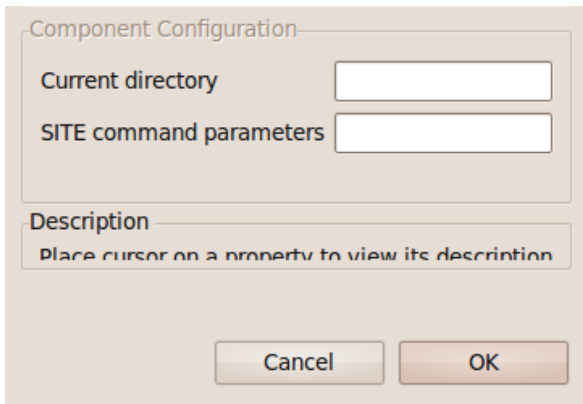 Component Configuration
Current directory
SITE command parameters
Description
Place cursor on a property to view its description
Cancel
OK